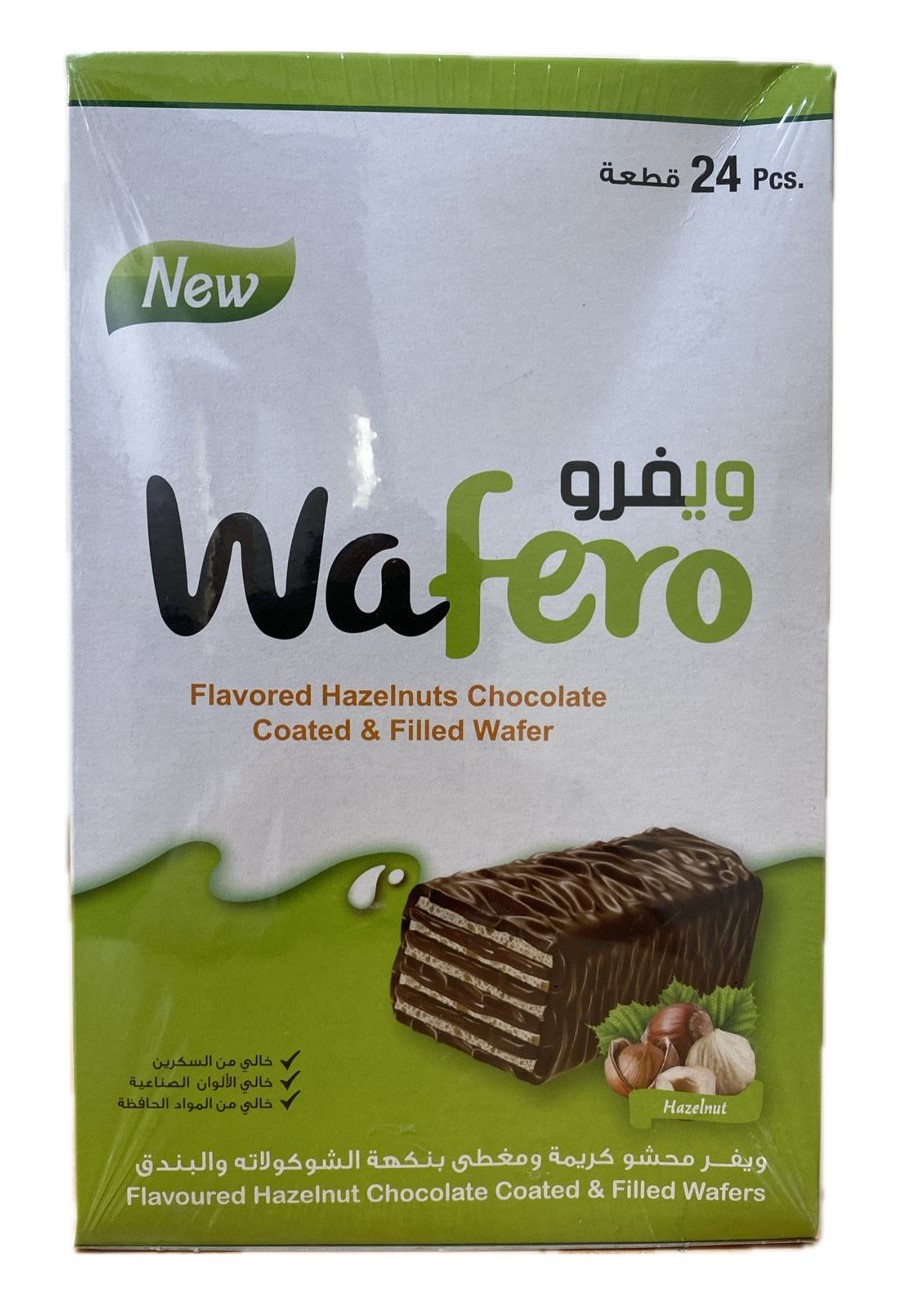 قطعة 24 Pcs.
New
ويفرو
Wafero
Flavored Hazelnuts Chocolate
Coated & Filled Wafer
خالي من السكرين
خالي الألوان الصناعية
خالي من المواد الحافظة
Hazelnut
ويفر محشو كريمة ومغطى بنكهة الشوكولاته والبندق
Flavoured Hazelnut Chocolate Coated & Filled Wafers